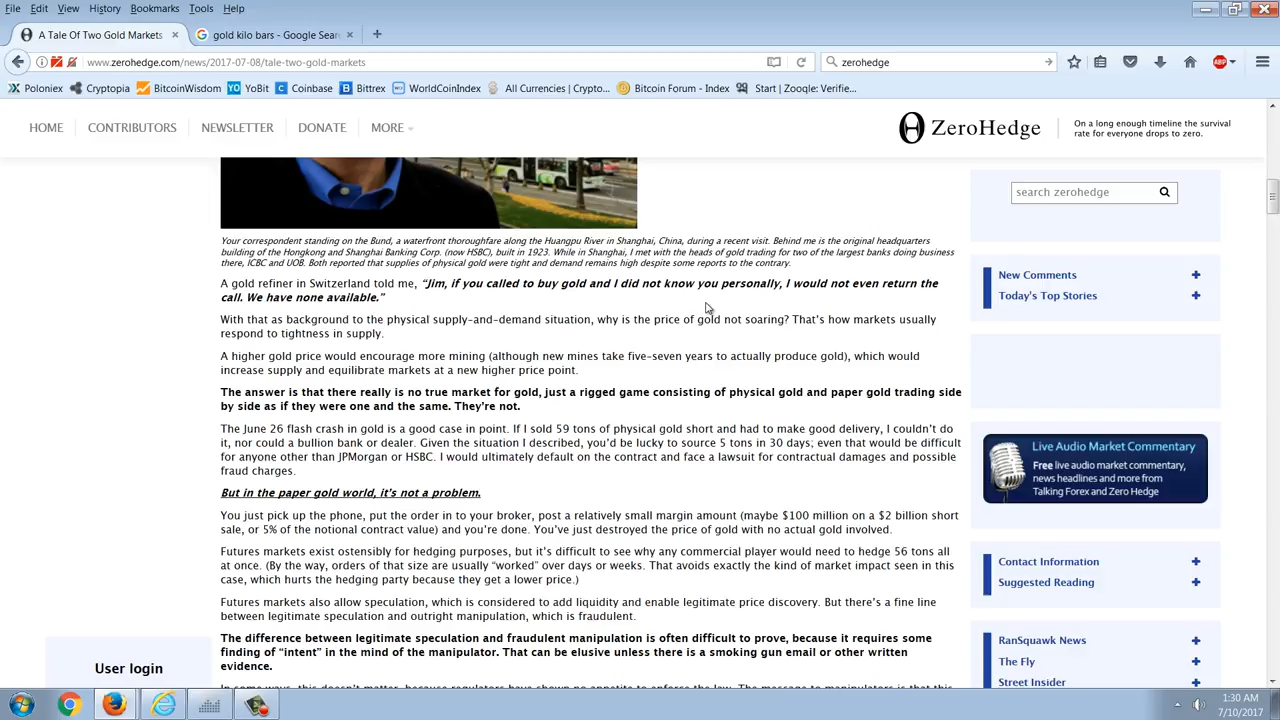 File Edit View History Bookmarks Tools Help
A Tale Of Two Gold Markets × gold kilo bars - Google Sear × +
www.zerohedge.com/news/2017-07-08/tale-two-gold-markets zerohedge ABP
Poloniex Cryptopia BitcoinWisdom YoBit Coinbase Bittrex WorldCoinIndex All Currencies (Crypto... Bitcoin Forum - Index Start | Zooqle: Verifie...
HOME CONTRIBUTORS NEWSLETTER DONATE MORE
ZeroHedge
On a long enough timeline the survival
rate for everyone drops to zero.
Your correspondent standing on the Bund, a waterfront thoroughfare along the Huangpu River in Shanghai, China, during a recent visit. Behind me is the original headquarters
building of the Hongkong and Shanghai Banking Corp. (now HSBC), built in 1923. While in Shanghai, I met with the heads of gold trading for two of the largest banks doing business
there, ICBC and UOB. Both reported that supplies of physical gold were tight and demand remains high despite some reports to the contrary.
A gold refiner in Switzerland told me, “Jim, if you called to buy gold and I did not know you personally, I would not even return the
call. We have none available.”
With that as background to the physical supply-and-demand situation, why is the price of gold not soaring? That’s how markets usually
respond to tightness in supply.
A higher gold price would encourage more mining (although new mines take five-seven years to actually produce gold), which would
increase supply and equilibrate markets at a new higher price point.
The answer is that there really is no true market for gold, just a rigged game consisting of physical gold and paper gold trading side
by side as if they were one and the same. They’re not.
The June 26 flash crash in gold is a good case in point. If I sold 59 tons of physical gold short and had to make good delivery, I couldn’t do
it, nor could a bullion bank or dealer. Given the situation I described, you’d be lucky to source 5 tons in 30 days; even that would be difficult
for anyone other than JPMorgan or HSBC. I would ultimately default on the contract and face a lawsuit for contractual damages and possible
fraud charges.
But in the paper gold world, it’s not a problem.
You just pick up the phone, put the order in to your broker, post a relatively small margin amount (maybe $100 million on a $2 billion short
sale, or 5% of the notional contract value) and you’re done. You’ve just destroyed the price of gold with no actual gold involved.
Futures markets exist ostensibly for hedging purposes, but it’s difficult to see why any commercial player would need to hedge 56 tons all
at once. (By the way, orders of that size are usually “worked” over days or weeks. That avoids exactly the kind of market impact seen in this
case, which hurts the hedging party because they get a lower price.)
Futures markets also allow speculation, which is considered to add liquidity and enable legitimate price discovery. But there’s a fine line
between legitimate speculation and outright manipulation, which is fraudulent.
The difference between legitimate speculation and fraudulent manipulation is often difficult to prove, because it requires some
finding of “intent” in the mind of the manipulator. That can be elusive unless there is a smoking gun email or other written
evidence.
In some ways, this doesn’t matter, because regulators have shown no appetite to enforce the law. The message to manipulators is that this
search zerohedge
New Comments +
Today's Top Stories +
Live Audio Market Commentary
Free live audio market commentary,
news headlines and more from
Talking Forex and Zero Hedge
Contact Information +
Suggested Reading +
RanSquawk News +
The Fly +
Street Insider +
User login
1:30 AM
7/10/2017